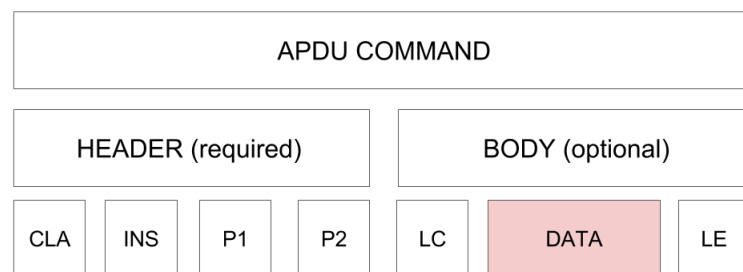 APDU COMMAND
HEADER (required) BODY (optional)
CLA INS P1 P2 LC DATA LE